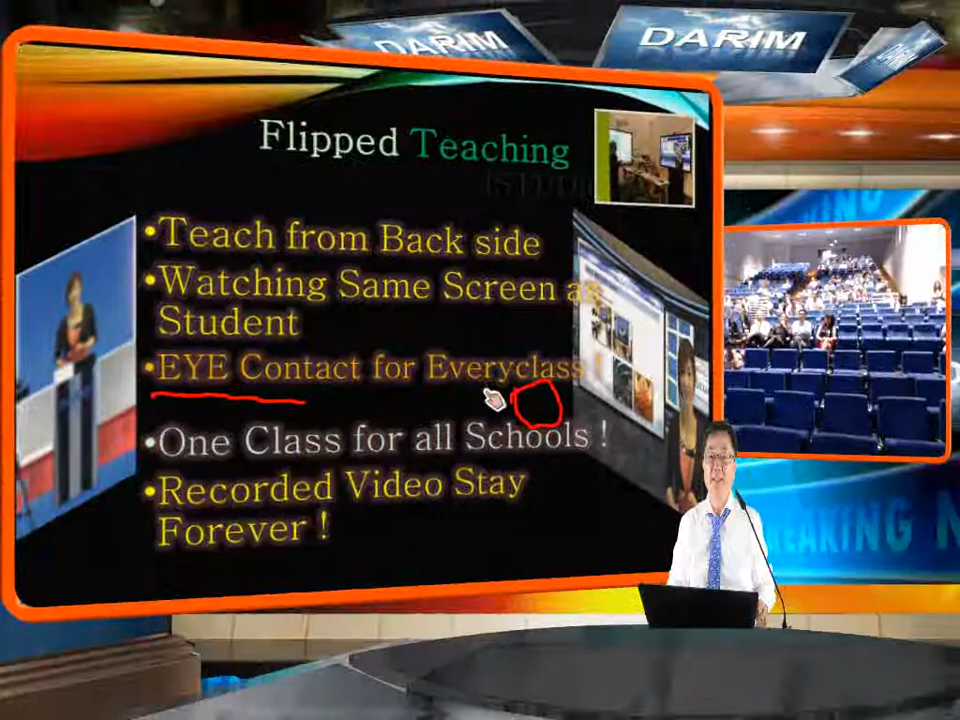 DARIM
DARIM
Flipped Teaching
•Teach from Back side
•Watching Same Screen as
Student
•EYE Contact for Everyclass !
•One Class for all Schools !
•Recorded Video Stay
Forever !
BREAKING N